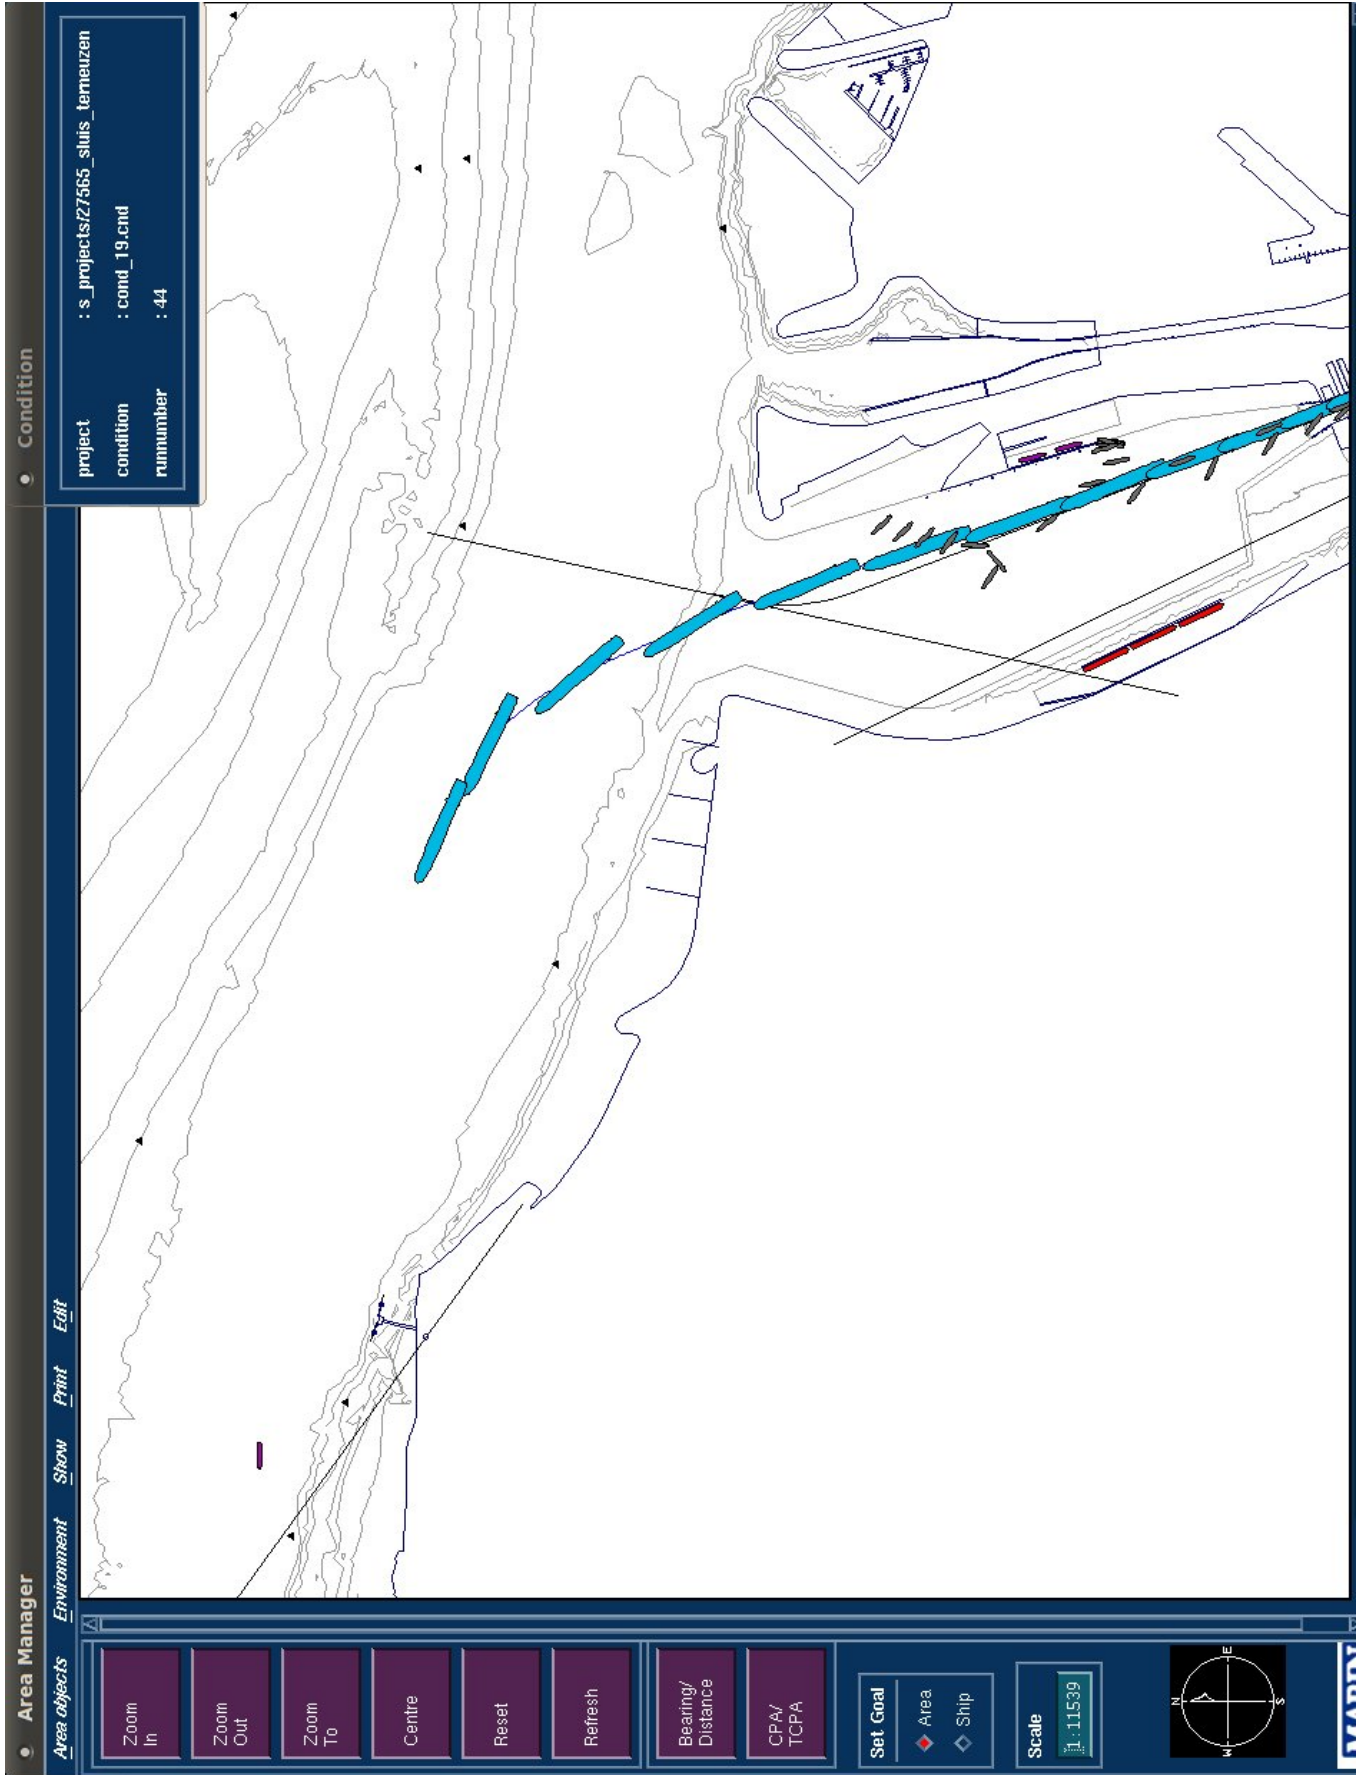 Area Manager
Condition
Area objects Environment Show Print Edit
project : s_projects/27565_sluis_terneuzen
condition : cond_19.cnd
runnumber : 44
Zoom
In
Zoom
Out
Zoom
To
Centre
Reset
Refresh
Bearing/
Distance
CPA/
TCPA
Set Goal
Area
Ship
Scale
1:11539
N
W E
S